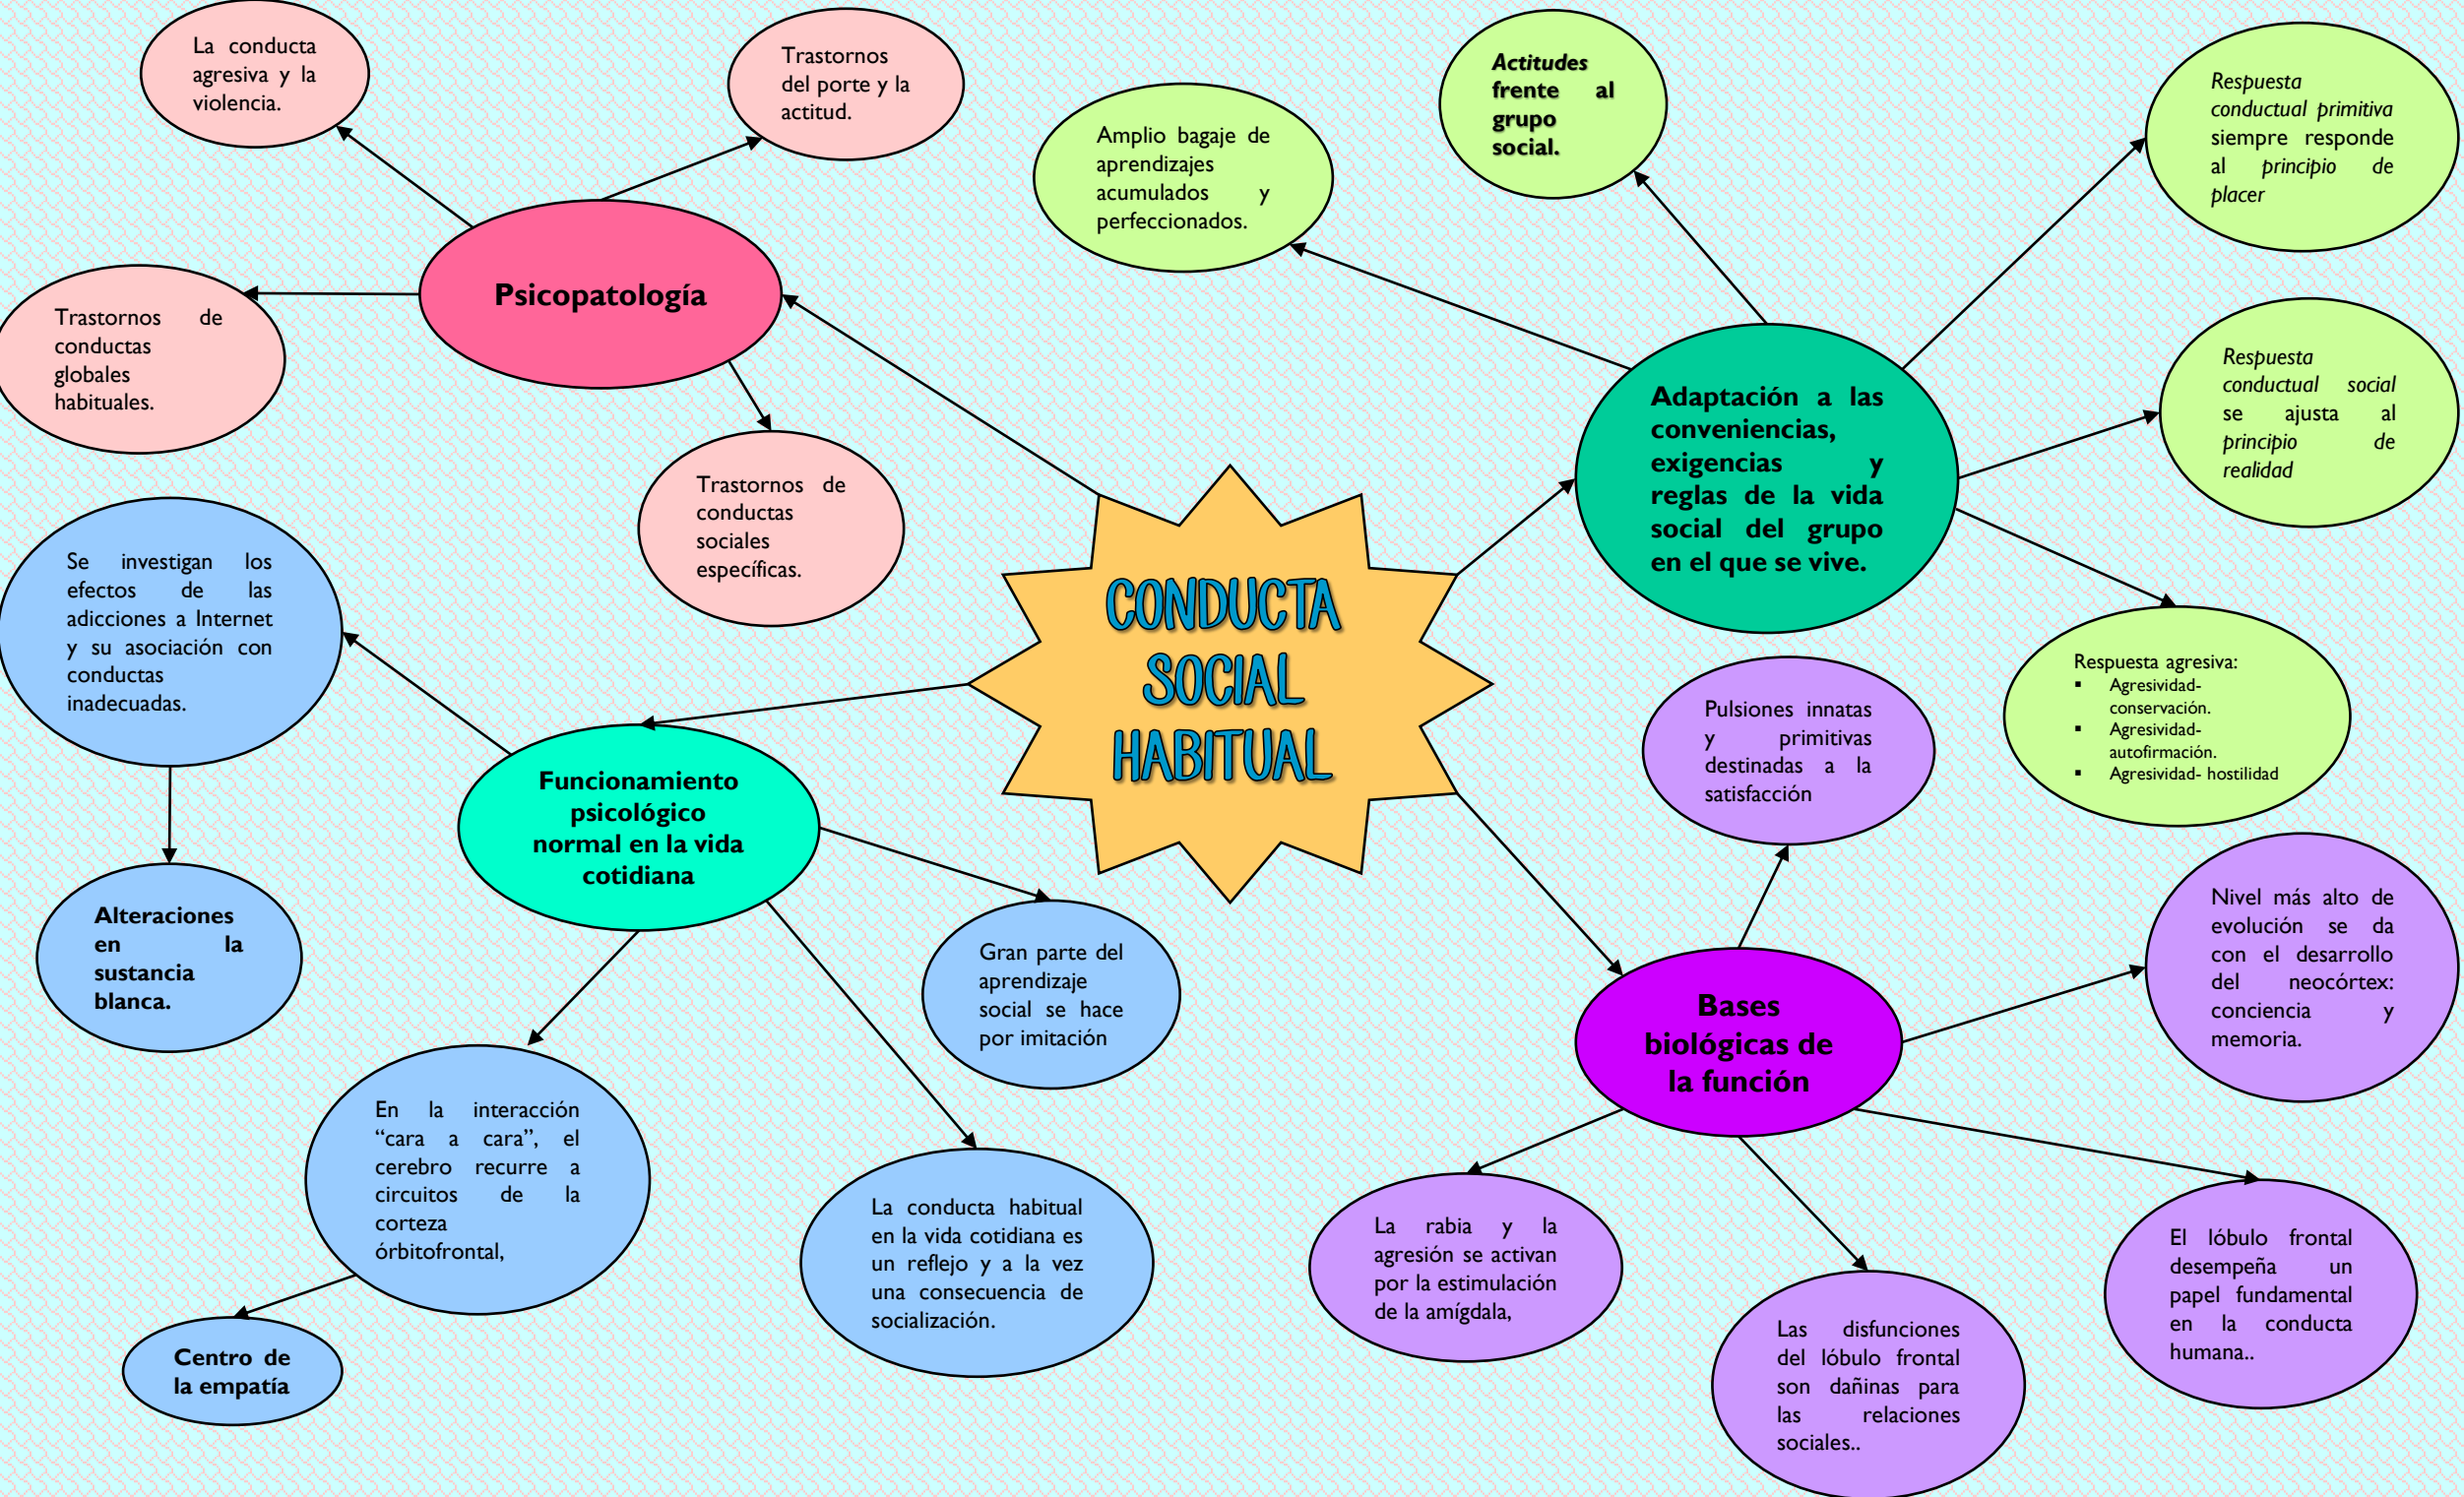 La conducta
agresiva y la
violencia.
Trastornos
del porte y la
actitud.
Psicopatología
Trastornos de
conductas
globales
habituales.
Trastornos de
conductas
sociales
específicas.
Amplio bagaje de
aprendizajes
acumulados y
perfeccionados.
Actitudes
frente al
grupo
social.
Respuesta
conductual primitiva
siempre responde
al principio de
placer
Adaptación a las
conveniencias,
exigencias y
reglas de la vida
social del grupo
en el que se vive.
Respuesta
conductual social
se ajusta al
principio de
realidad
Respuesta agresiva:
▪ Agresividad-
conservación.
▪ Agresividad-
autofirmación.
▪ Agresividad- hostilidad
CONDUCTA
SOCIAL
HABITUAL
Se investigan los
efectos de las
adicciones a Internet
y su asociación con
conductas
inadecuadas.
Alteraciones
en la
sustancia
blanca.
Funcionamiento
psicológico
normal en la vida
cotidiana
Gran parte del
aprendizaje
social se hace
por imitación
En la interacción
“cara a cara”, el
cerebro recurre a
circuitos de la
corteza
órbitofrontal,
Centro de
la empatía
La conducta habitual
en la vida cotidiana es
un reflejo y a la vez
una consecuencia de
socialización.
Pulsiones innatas
y primitivas
destinadas a la
satisfacción
Bases
biológicas de
la función
Nivel más alto de
evolución se da
con el desarrollo
del neocórtex:
conciencia y
memoria.
La rabia y la
agresión se activan
por la estimulación
de la amígdala,
Las disfunciones
del lóbulo frontal
son dañinas para
las relaciones
sociales..
El lóbulo frontal
desempeña un
papel fundamental
en la conducta
humana..